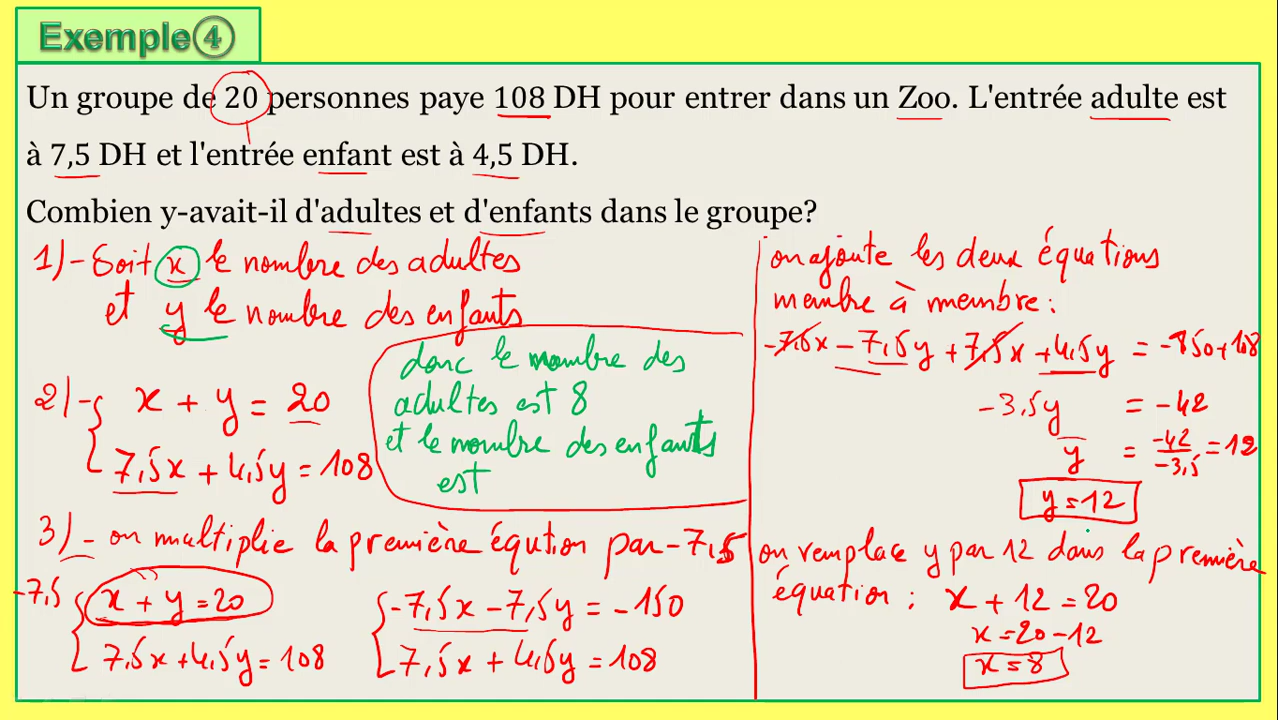 Exemple④
Un groupe de 20 personnes paye 108 DH pour entrer dans un Zoo. L'entrée adulte est
à 7,5 DH et l'entrée enfant est à 4,5 DH.
Combien y-avait-il d'adultes et d'enfants dans le groupe?
1)- Soit x le nombre des adultes
et y le nombre des enfants
2)- { x + y = 20
7,5x + 4,5y = 108
donc le nombre des
adultes est 8
et le nombre des enfants
est
3)- on multiplie la première éqution par -7,5
-7,5 { x + y = 20
7,5x + 4,5y = 108
{ -7,5x - 7,5y = -150
7,5x + 4,5y = 108
on ajoute les deux équations
membre à membre:
-7,5x - 7,5y + 7,5x + 4,5y = -150+108
-3,5y = -42
y = -42/-3,5 = 12
y = 12
on remplace y par 12 dans la première
équation: x + 12 = 20
x = 20 - 12
x = 8